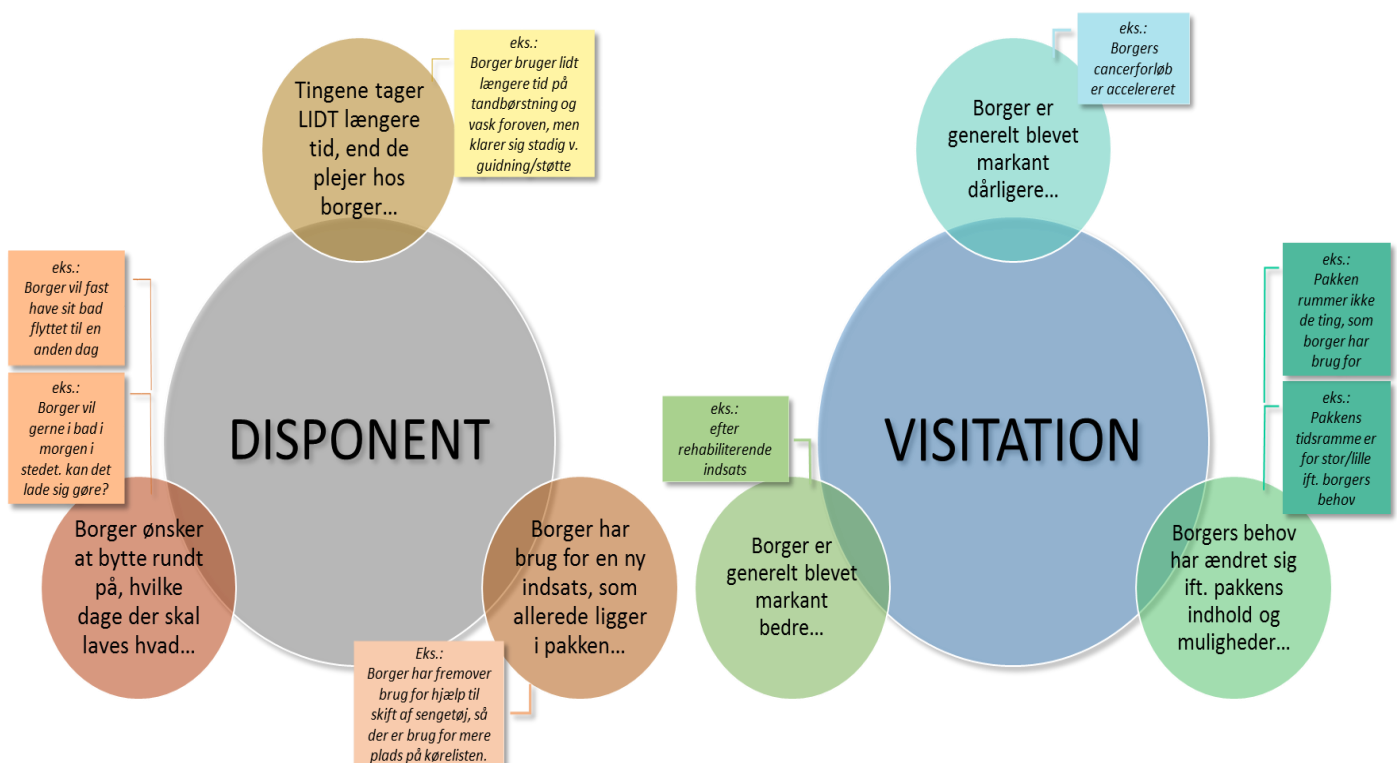 Tingene tager
LIDT længere
tid, end de
plejer hos
borger...
eks.:
Borger bruger lidt
længere tid på
tandbørstning og
vask foroven, men
klarer sig stadig v.
guidning/støtte
eks.:
Borger vil fast
have sit bad
flyttet til en
anden dag
eks.:
Borger vil
gerne i bad i
morgen i
stedet. kan det
lade sig gøre?
DISPONENT
Borger ønsker
at bytte rundt
på, hvilke
dage der skal
laves hvad...
Borger har
brug for en ny
indsats, som
allerede ligger
i pakken...
Eks.:
Borger har fremover
brug for hjælp til
skift af sengetøj, så
der er brug for mere
plads på kørelisten.
Borger er
generelt blevet
markant
dårligere...
eks.:
Borgers
cancerforløb
er accelereret
eks.:
Pakken
rummer ikke
de ting, som
borger har
brug for
eks.:
Pakkens
tidsramme er
for stor/lille
ift. borgers
behov
VISITATION
eks.:
efter
rehabiliterende
indsats
Borger er
generelt blevet
markant
bedre...
Borgers behov
har ændret sig
ift. pakkens
indhold og
muligheder...